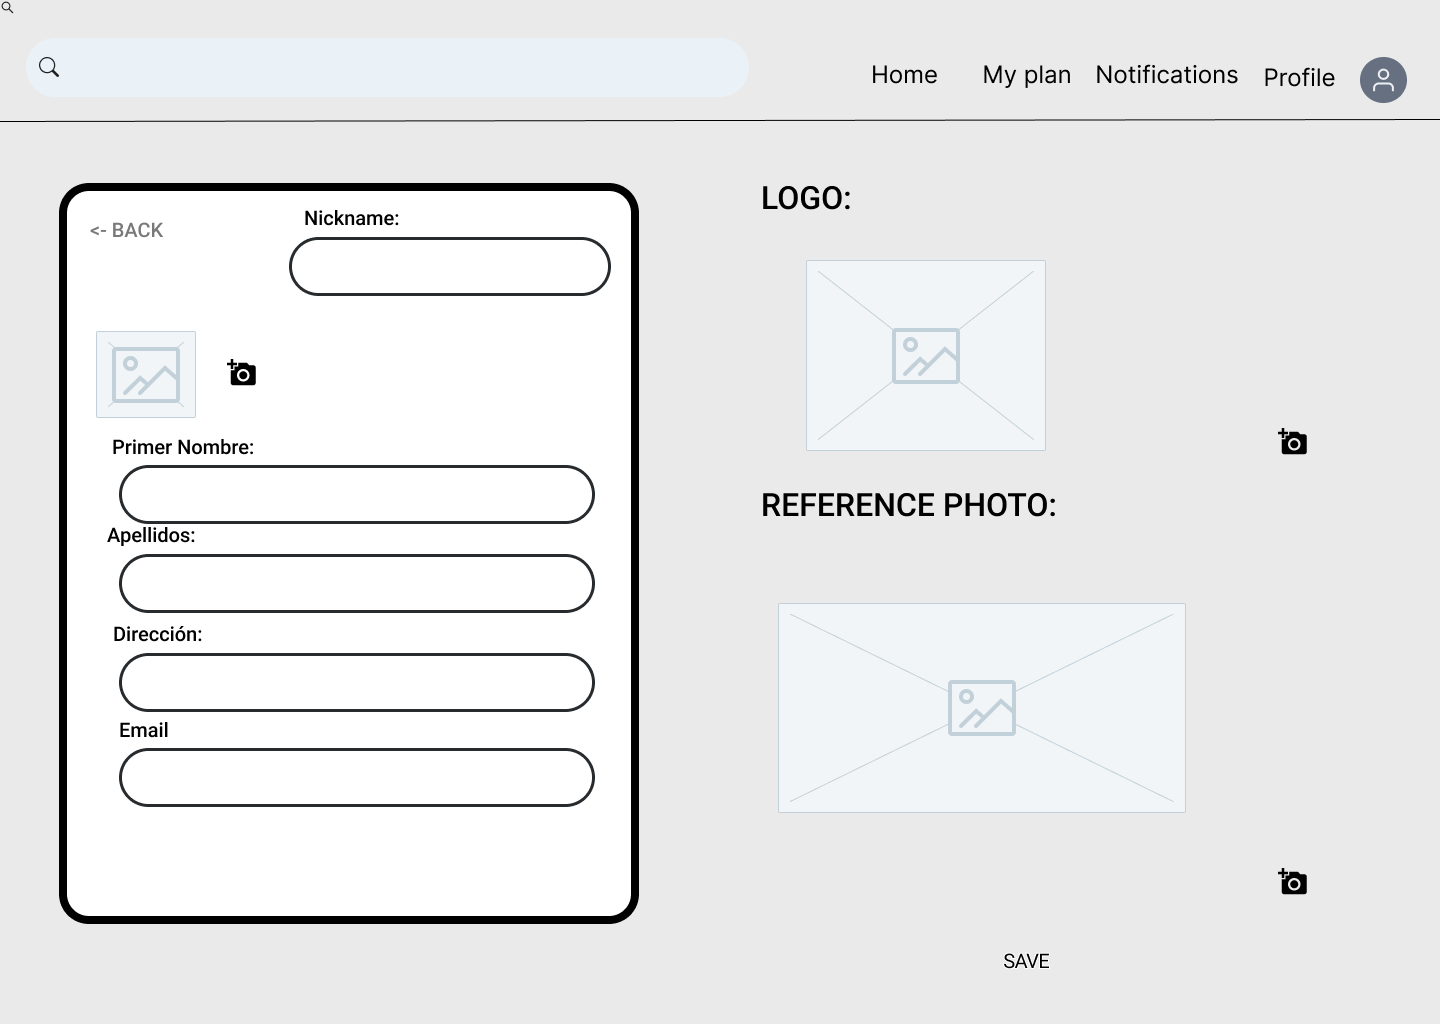 Home
My plan
Notifications
Profile
<- BACK
Nickname:
Primer Nombre:
Apellidos:
Dirección:
Email
LOGO:
REFERENCE PHOTO:
SAVE